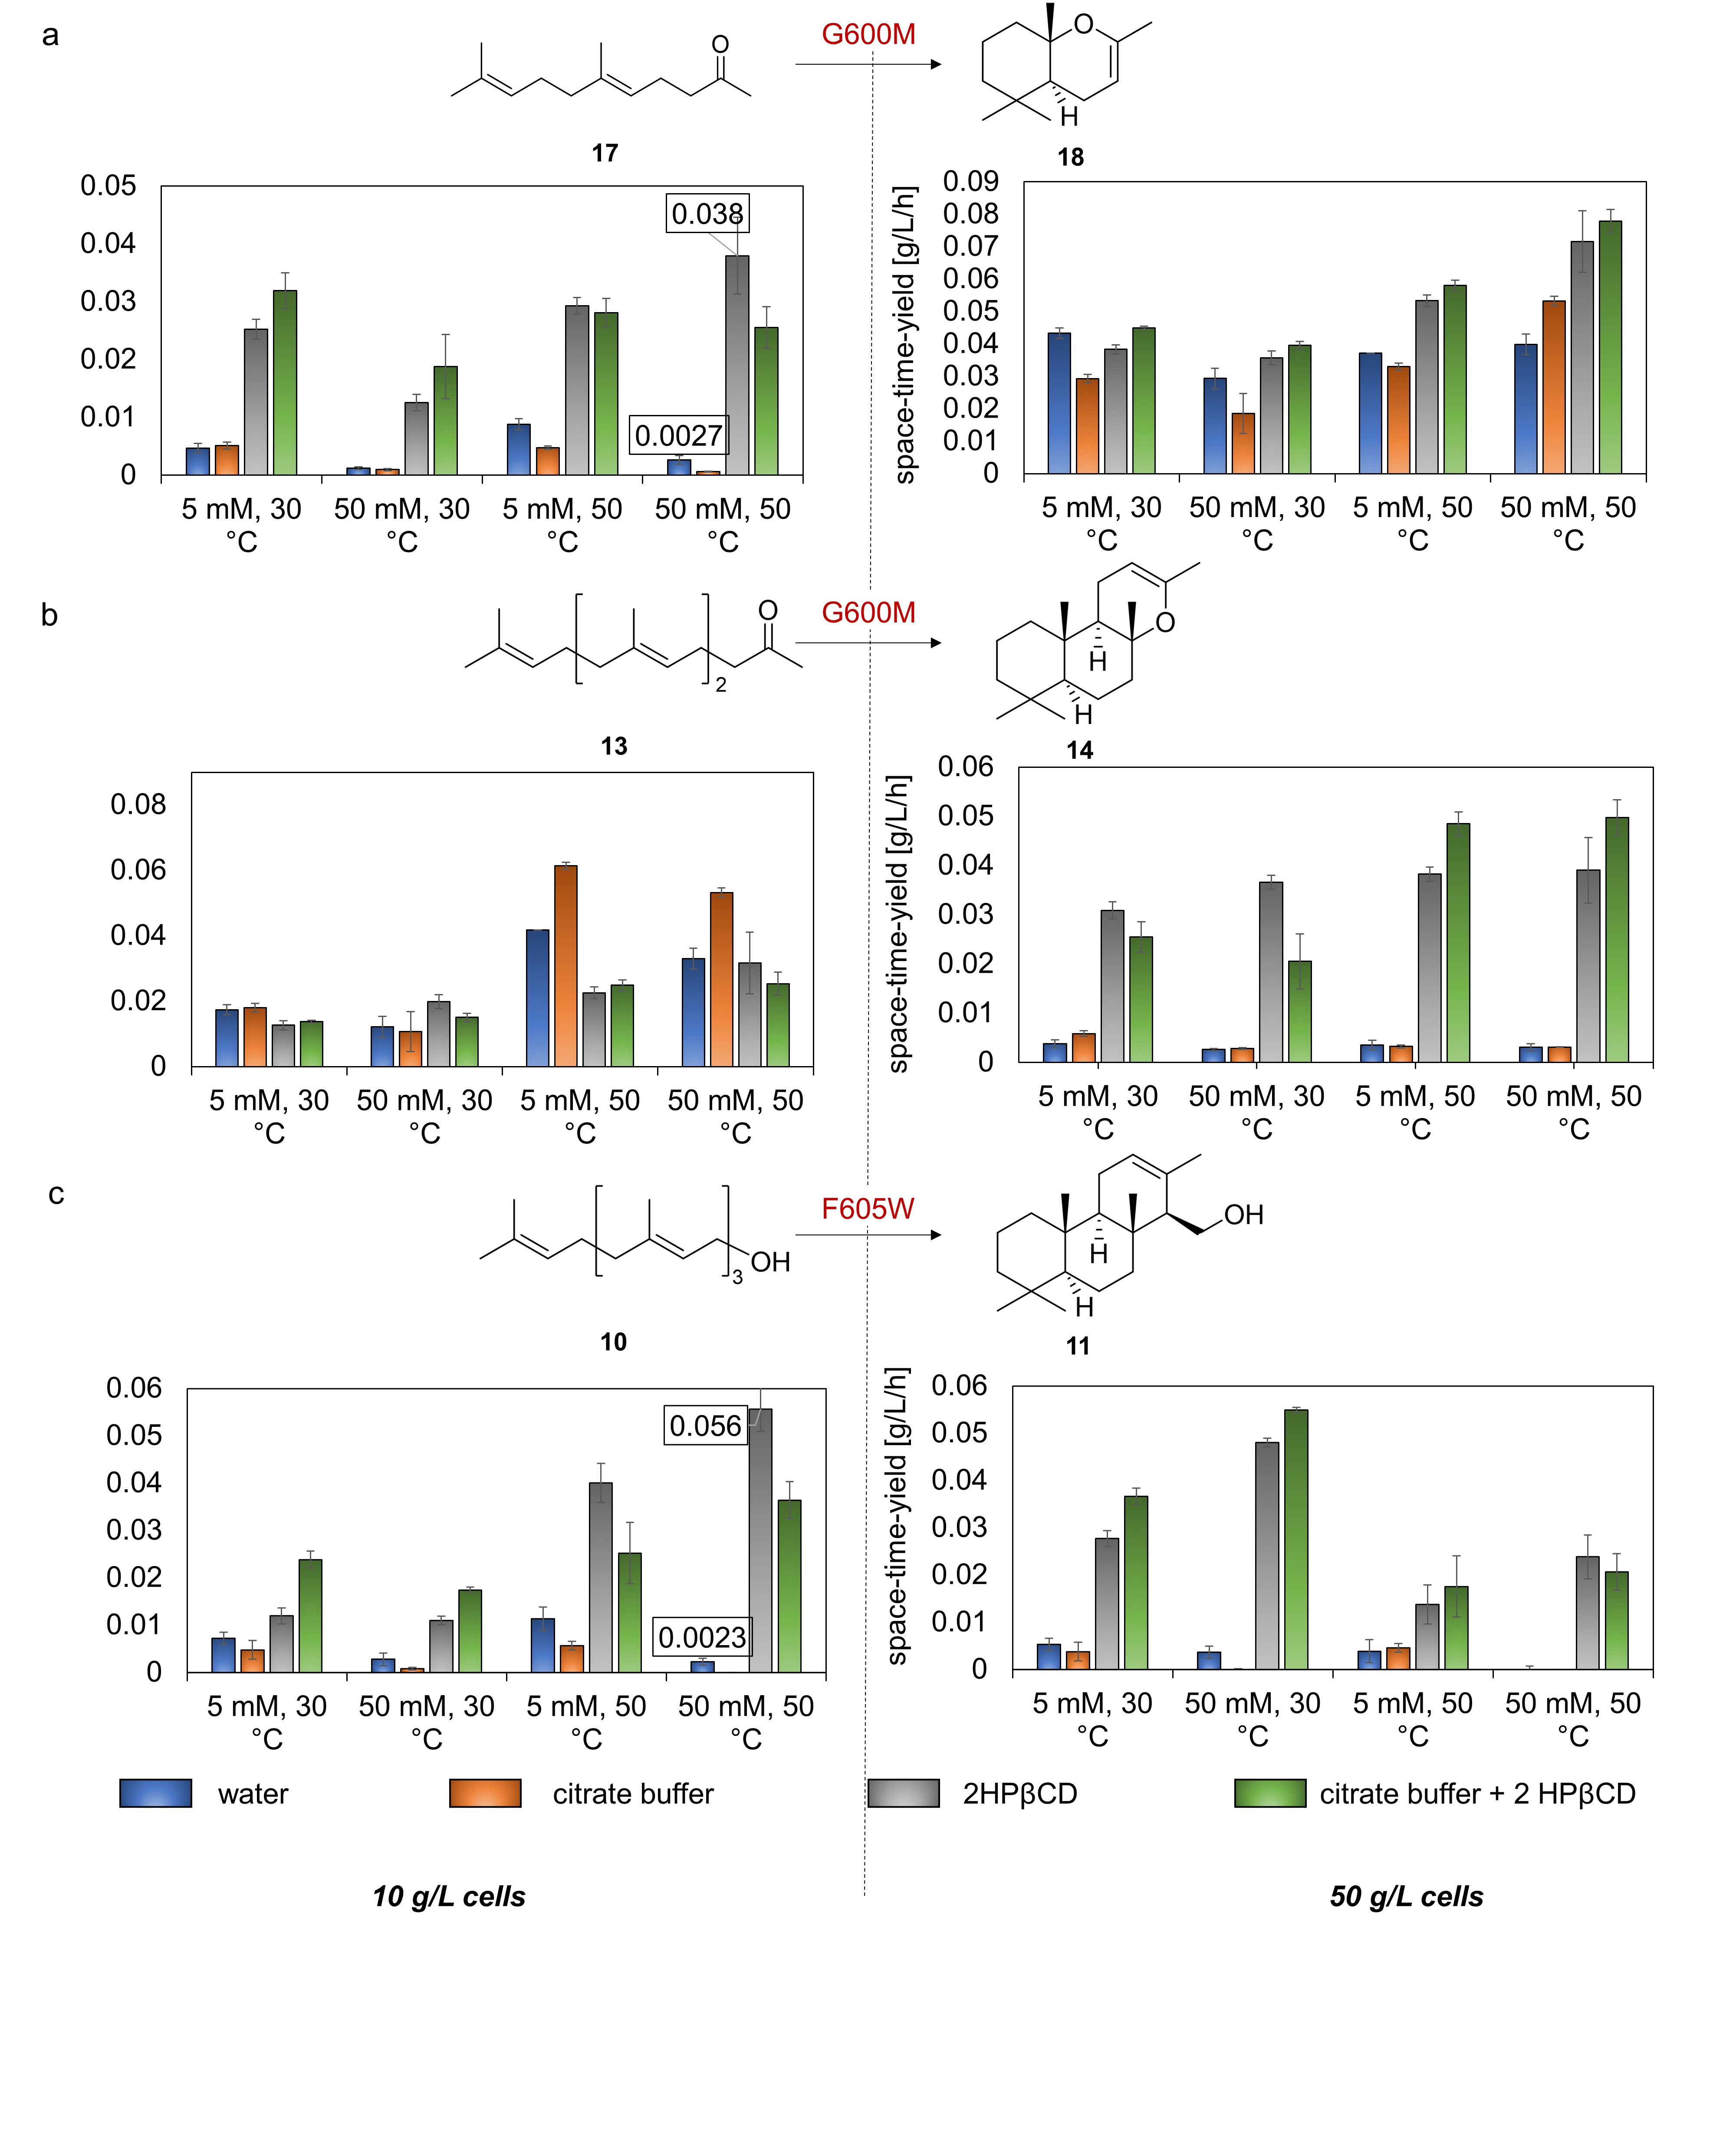 a
G600M
O
O
H
17
18
0.05
0.04
0.03
0.02
0.01
0
0.038
0.0027
5 mM, 30 °C
50 mM, 30 °C
5 mM, 50 °C
50 mM, 50 °C
space-time-yield [g/L/h]
0.09
0.08
0.07
0.06
0.05
0.04
0.03
0.02
0.01
0
5 mM, 30 °C
50 mM, 30 °C
5 mM, 50 °C
50 mM, 50 °C
b
G600M
O
2
O
H
H
13
14
0.08
0.06
0.04
0.02
0
5 mM, 30 °C
50 mM, 30 °C
5 mM, 50 °C
50 mM, 50 °C
space-time-yield [g/L/h]
0.06
0.05
0.04
0.03
0.02
0.01
0
5 mM, 30 °C
50 mM, 30 °C
5 mM, 50 °C
50 mM, 50 °C
c
F605W
3
OH
OH
H
H
10
11
0.06
0.05
0.04
0.03
0.02
0.01
0
0.056
0.0023
5 mM, 30 °C
50 mM, 30 °C
5 mM, 50 °C
50 mM, 50 °C
space-time-yield [g/L/h]
0.06
0.05
0.04
0.03
0.02
0.01
0
5 mM, 30 °C
50 mM, 30 °C
5 mM, 50 °C
50 mM, 50 °C
water
citrate buffer
2HPβCD
citrate buffer + 2 HPβCD
10 g/L cells
50 g/L cells